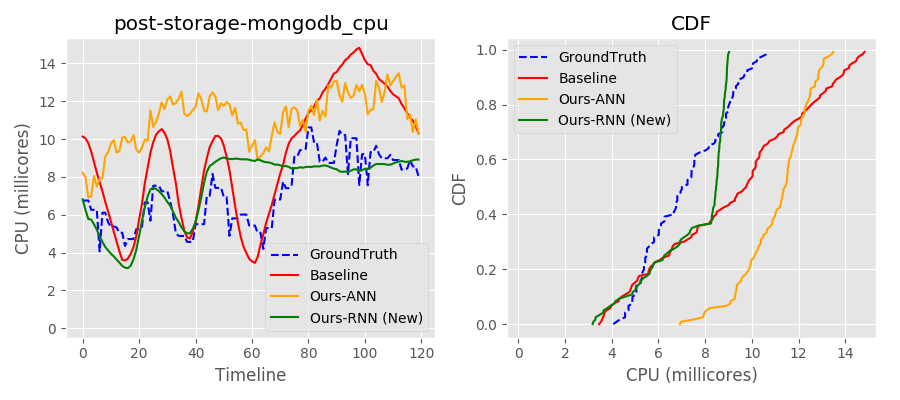 post-storage-mongodb_cpu
CPU (millicores)
14
12
10
8
6
4
2
0
0 20 40 60 80 100 120
Timeline
GroundTruth
Baseline
Ours-ANN
Ours-RNN (New)
CDF
CDF
1.0
0.8
0.6
0.4
0.2
0.0
0 2 4 6 8 10 12 14
CPU (millicores)
GroundTruth
Baseline
Ours-ANN
Ours-RNN (New)